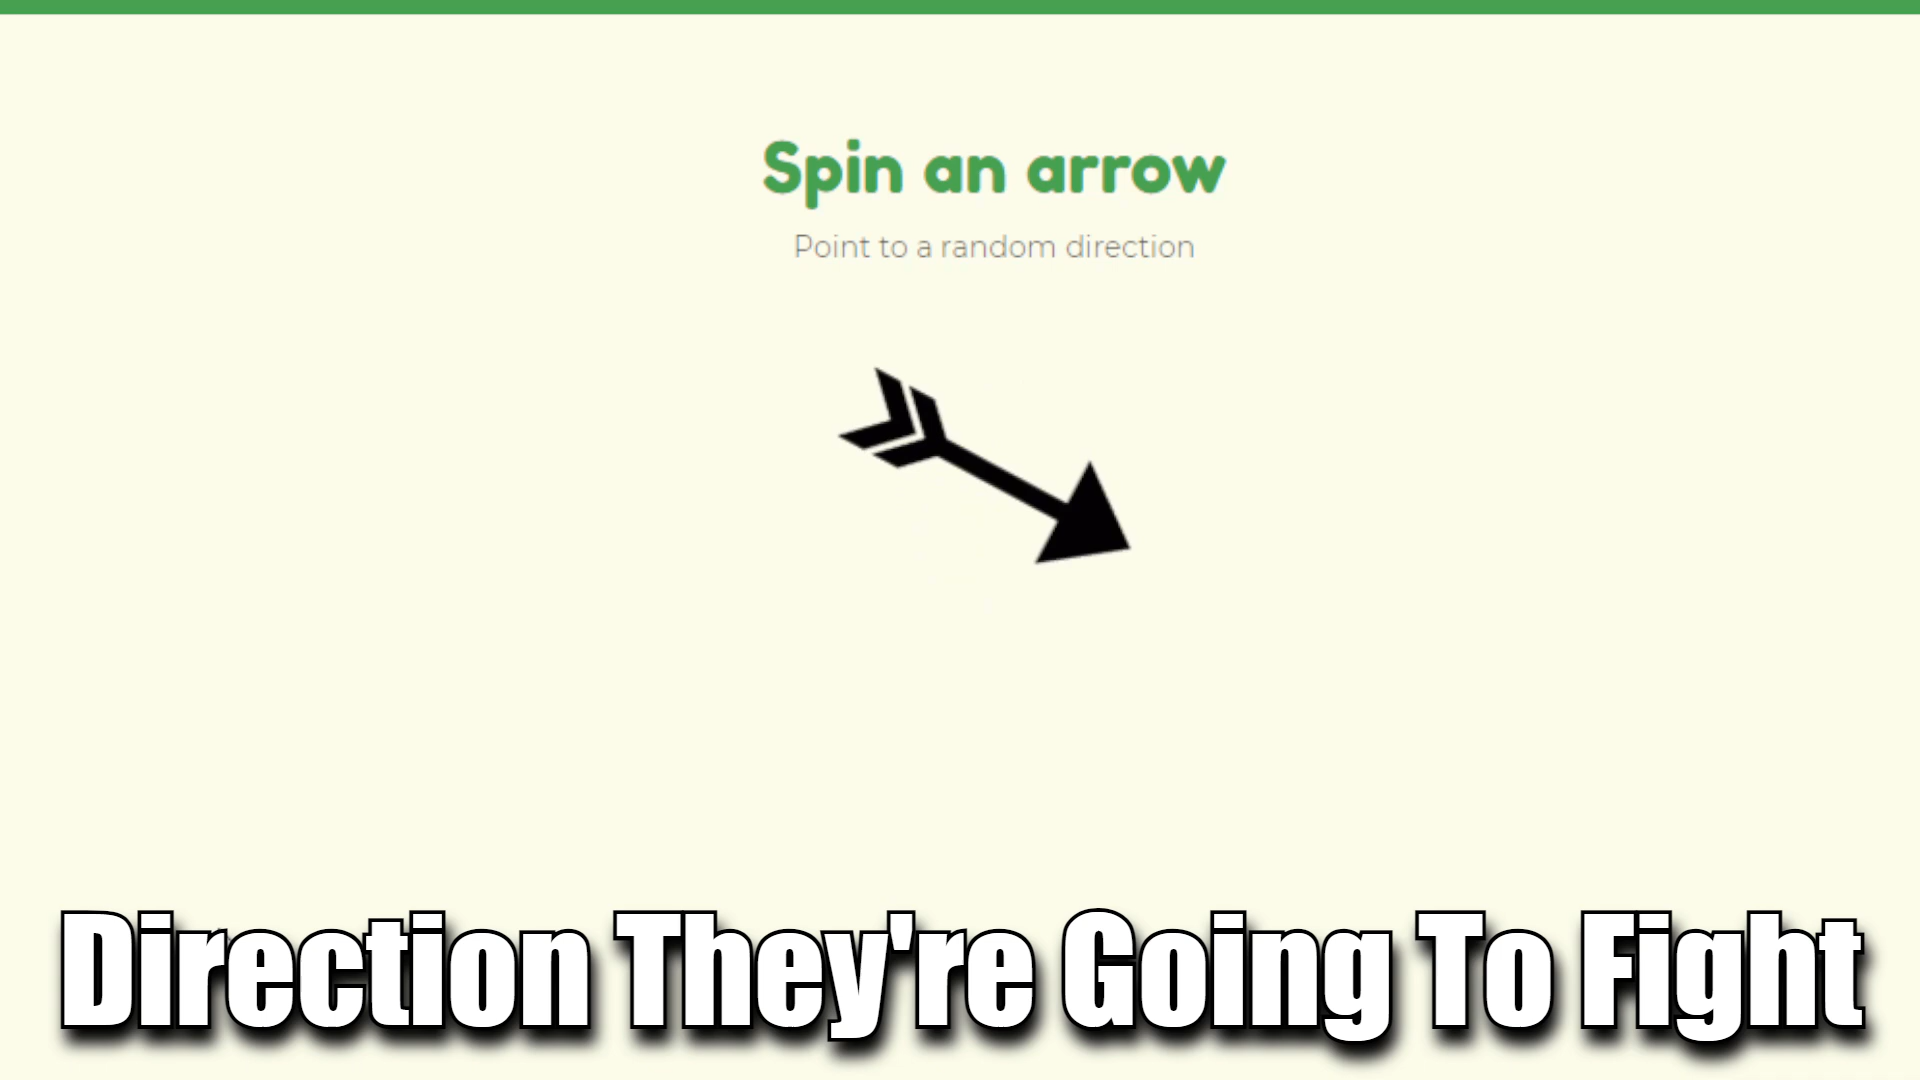 Spin an arrow
Point to a random direction
Direction They're Going To Fight